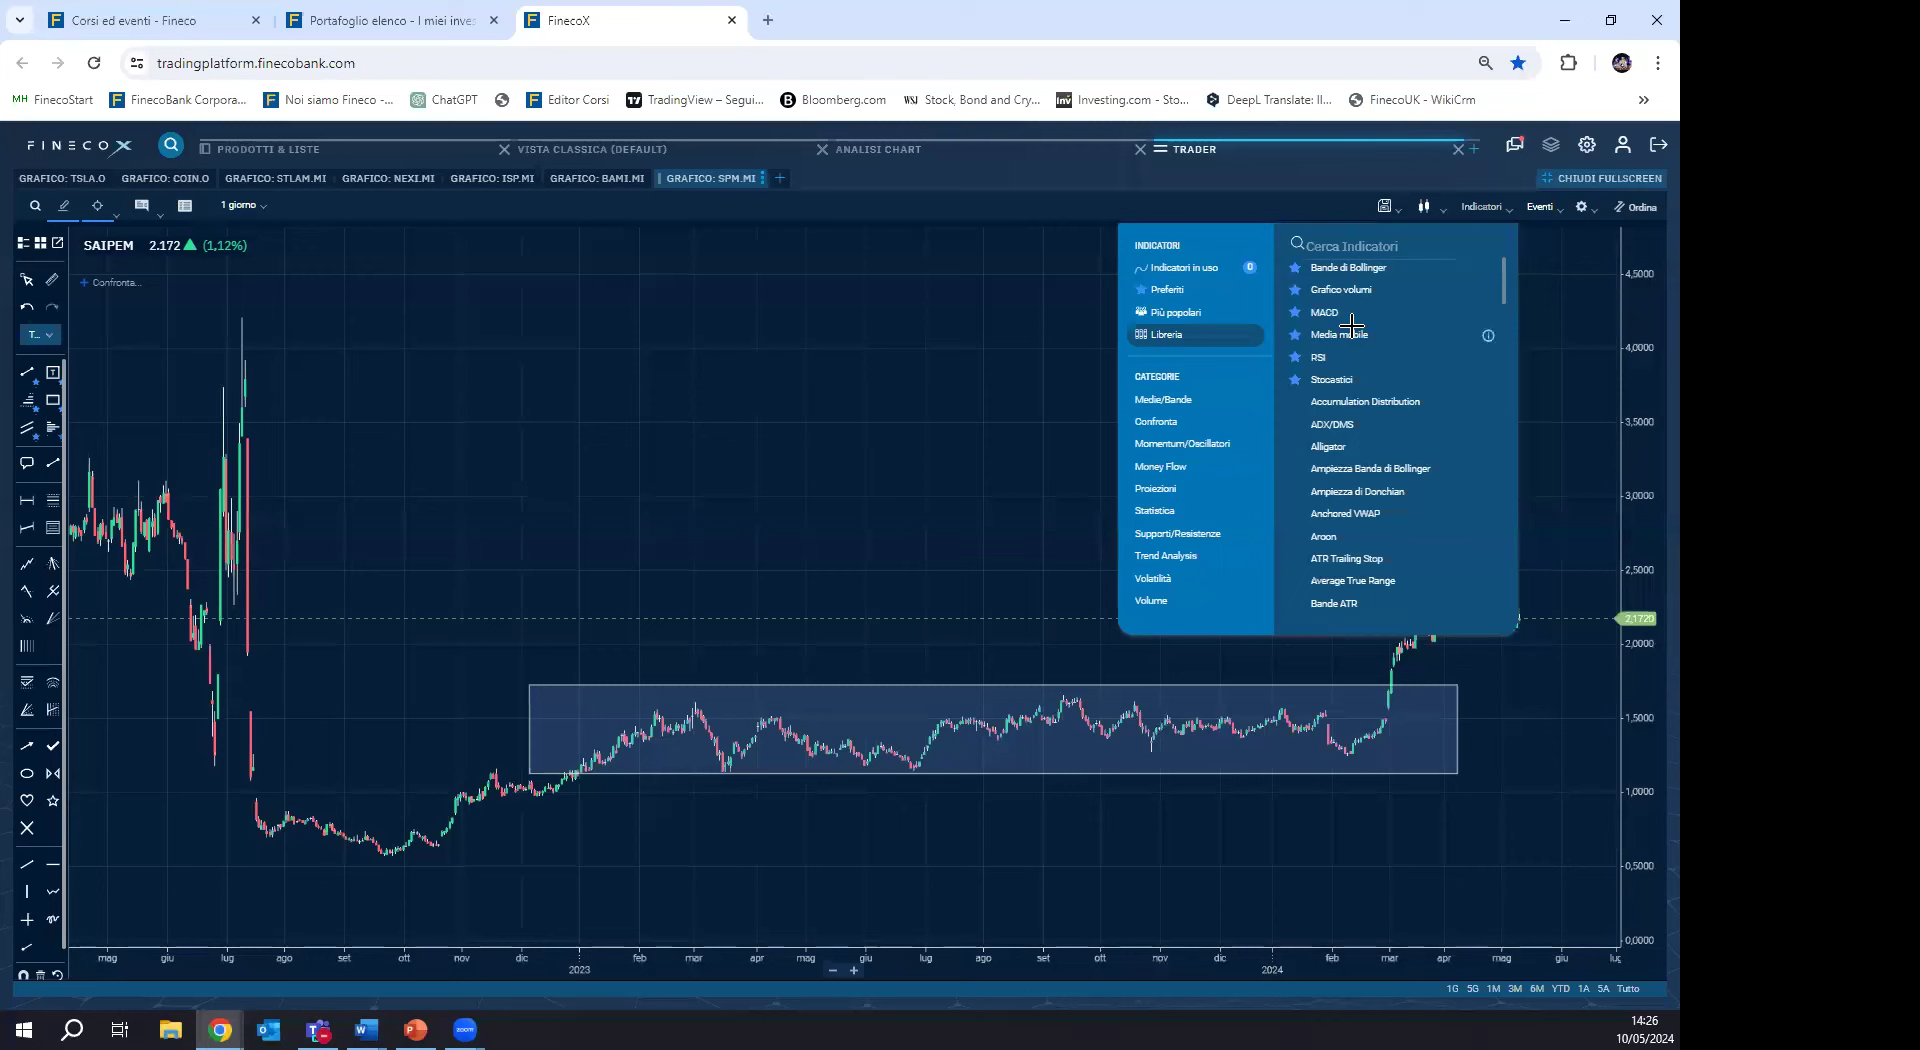 Corsi ed eventi - Fineco
Portafoglio elenco - I miei inves
FinecoX
tradingplatform.finecobank.com
MH FinecoStart
FinecoBank Corpora...
Noi siamo Fineco -...
ChatGPT
Editor Corsi
TradingView – Segui...
Bloomberg.com
WSJ Stock, Bond and Cry...
Inv Investing.com - Sto...
DeepL Translate: Il...
FinecoUK - WikiCrm
FINECOX
PRODOTTI & LISTE
VISTA CLASSICA (DEFAULT)
ANALISI CHART
TRADER
GRAFICO: TSLA.O
GRAFICO: COIN.O
GRAFICO: STLAM.MI
GRAFICO: NEXI.MI
GRAFICO: ISP.MI
GRAFICO: BAMI.MI
GRAFICO: SPM.MI
CHIUDI FULLSCREEN
1 giorno
Indicatori
Eventi
Ordina
SAIPEM 2.172 (1,12%)
Confronta...
T...
INDICATORI
Indicatori in uso 0
Preferiti
Più popolari
Libreria
CATEGORIE
Medie/Bande
Confronta
Momentum/Oscillatori
Money Flow
Proiezioni
Statistica
Supporti/Resistenze
Trend Analysis
Volatilità
Volume
Cerca Indicatori
Bande di Bollinger
Grafico volumi
MACD
Media mobile
RSI
Stocastici
Accumulation Distribution
ADX/DMS
Alligator
Ampiezza Banda di Bollinger
Ampiezza di Donchian
Anchored VWAP
Aroon
ATR Trailing Stop
Average True Range
Bande ATR
4,5000
4,0000
3,5000
3,0000
2,5000
2,1720
2,0000
1,5000
1,0000
0,5000
0,0000
mag giu lug ago set ott nov dic 2023 feb mar apr mag giu lug ago set ott nov dic 2024 feb mar apr mag giu lug
1G 5G 1M 3M 6M YTD 1A 5A Tutto
zoom
14:26
10/05/2024